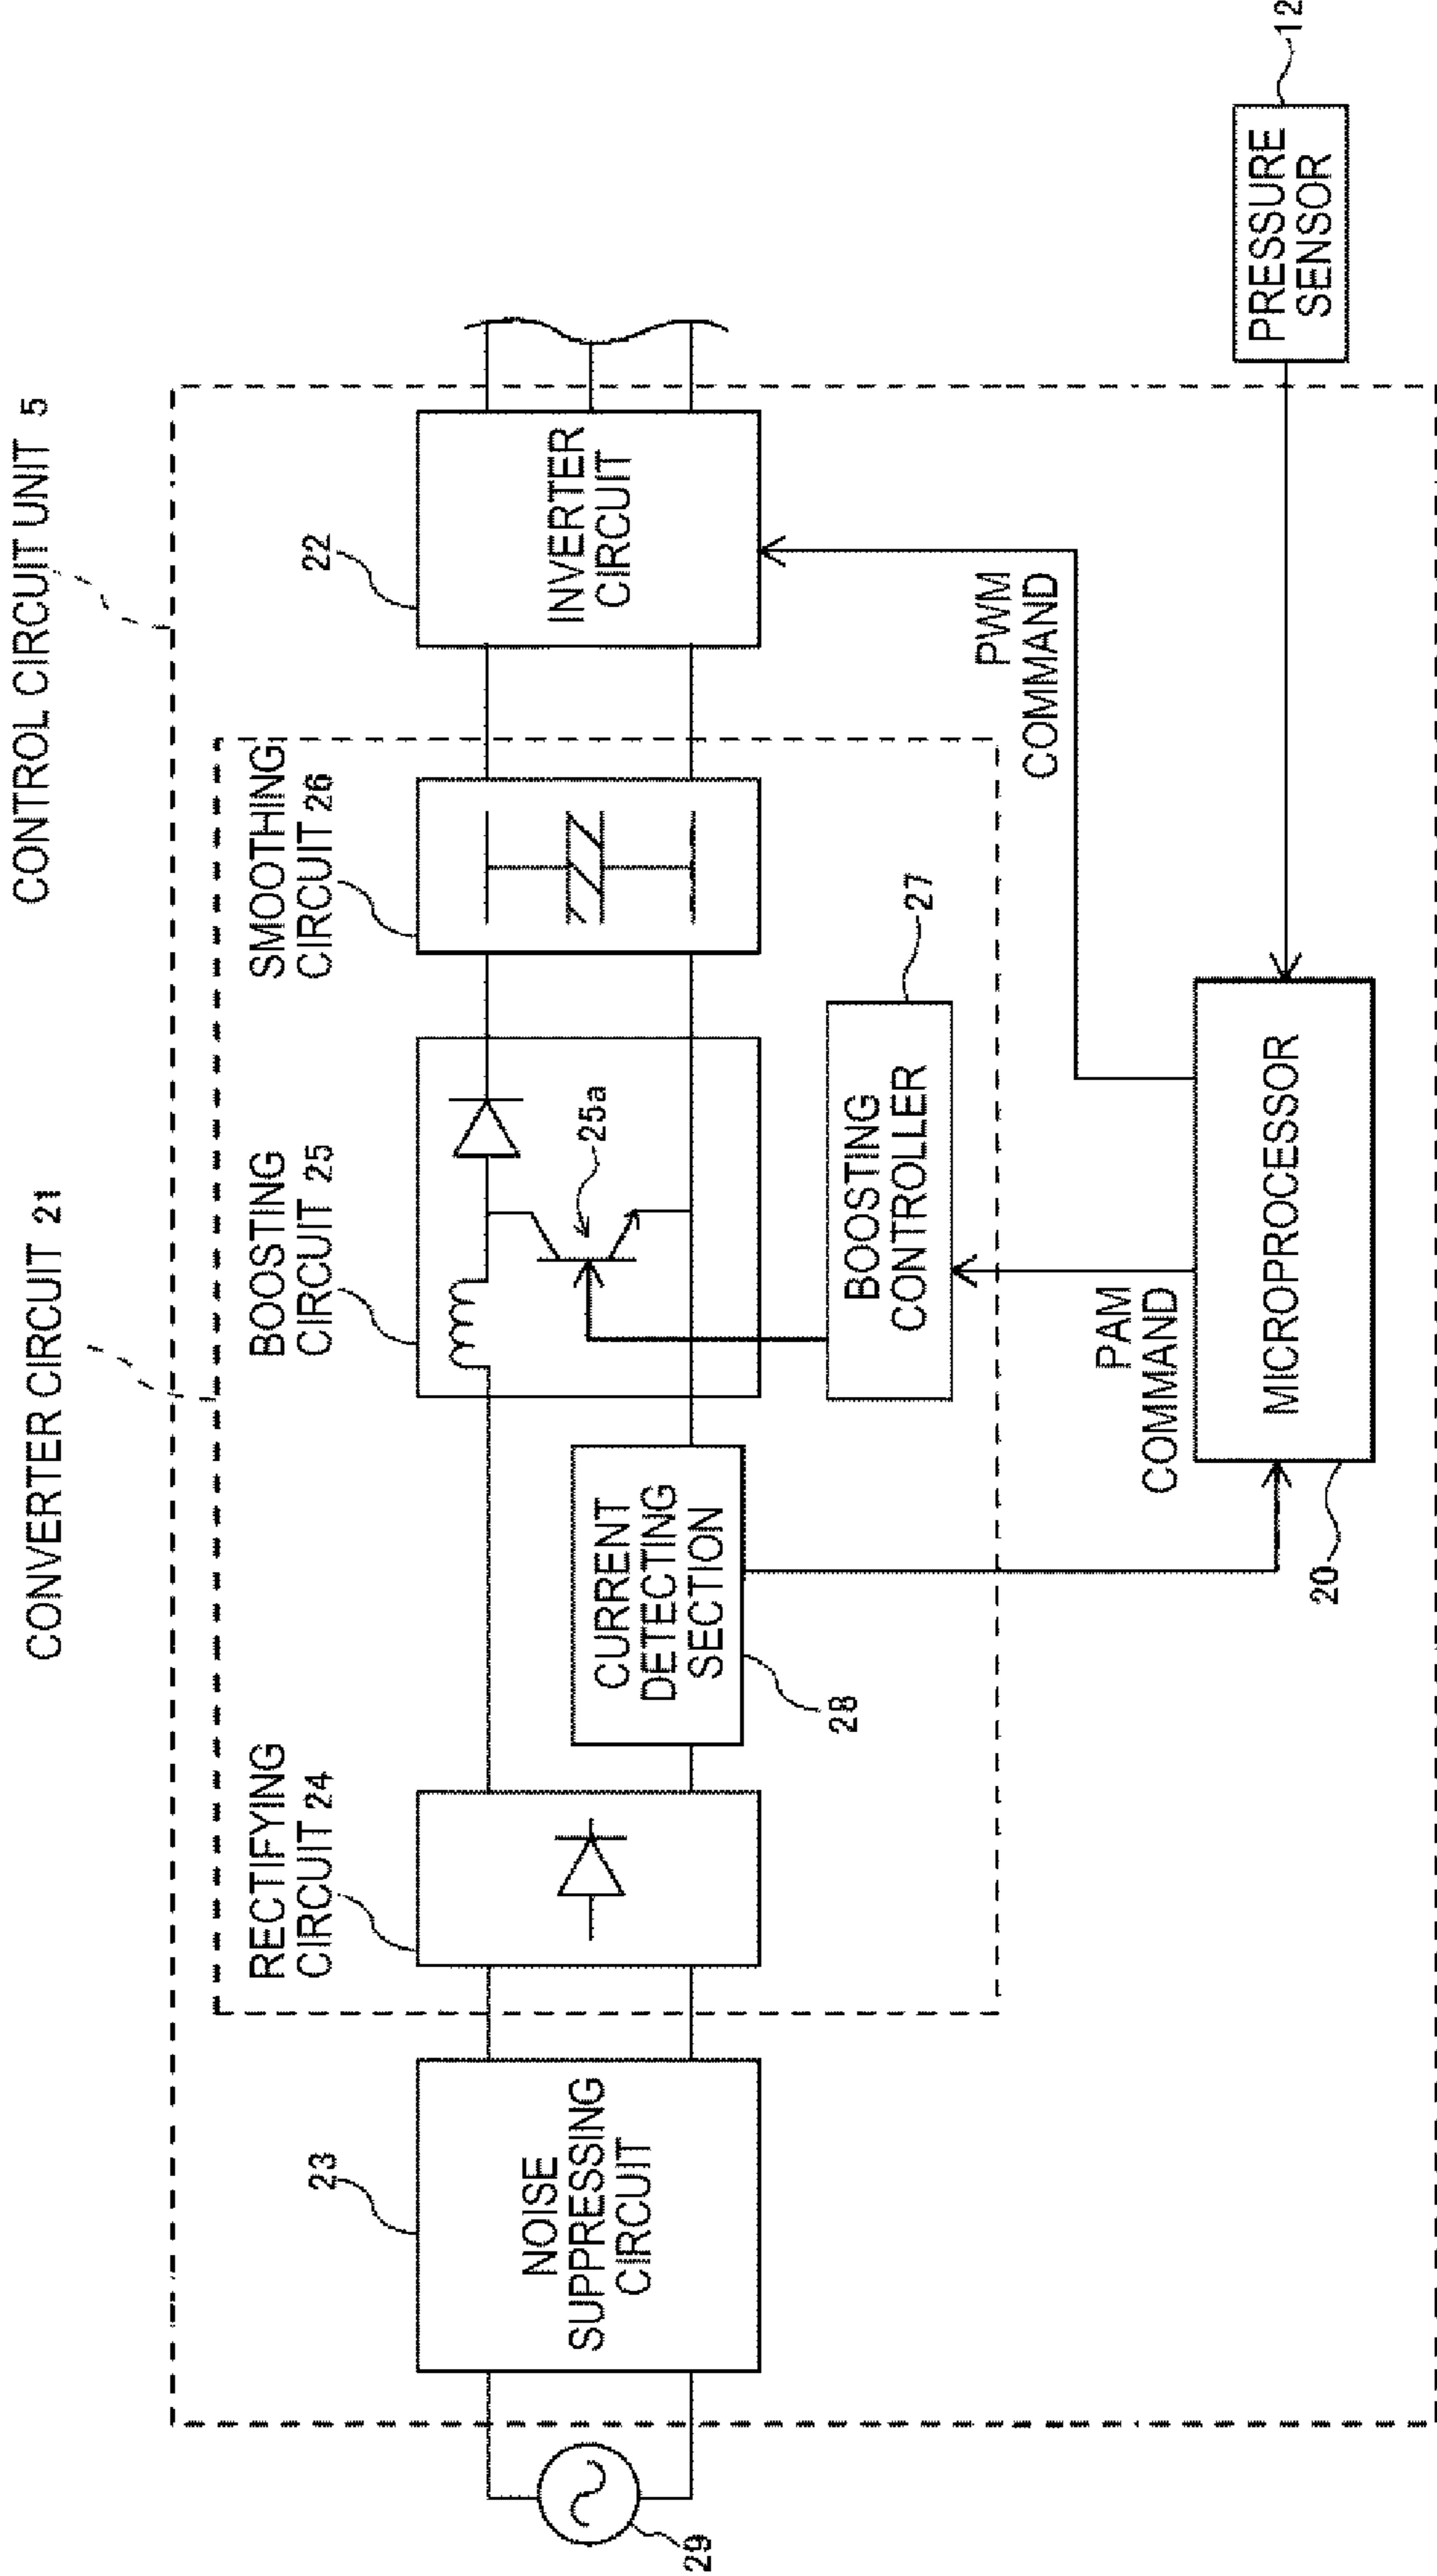 CONTROL CIRCUIT UNIT 5
CONVERTER CIRCUIT 21
RECTIFYING
CIRCUIT 24
BOOSTING
CIRCUIT 25
SMOOTHING
CIRCUIT 26
23
22
NOISE
SUPPRESSING
CIRCUIT
25a
INVERTER
CIRCUIT
CURRENT
DETECTING
SECTION
29
28
BOOSTING
CONTROLLER
27
PWM
COMMAND
PAM
COMMAND
MICROPROCESSOR
20
PRESSURE
SENSOR
12